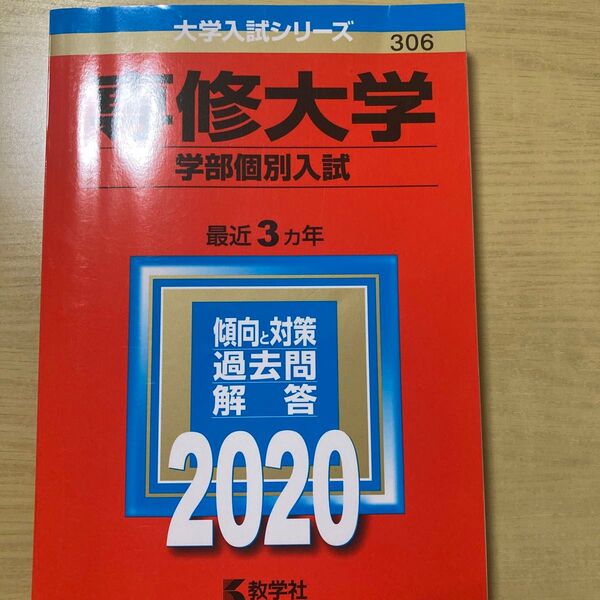 大学入試シリーズ
306
専修大学
学部個別入試
最近3カ年
傾向と対策
過去問
解答
2020
教学社